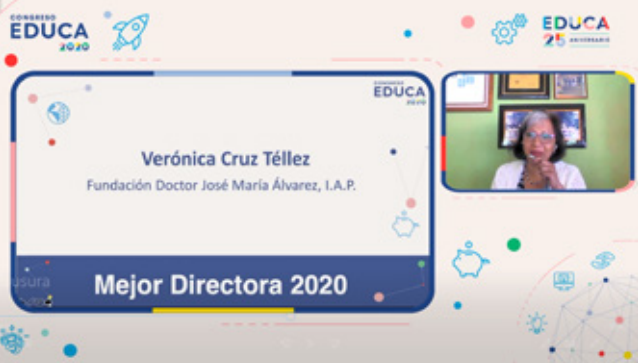 CONGRESO
EDUCA
2020
EDUCA
25 ANIVERSARIO
CONGRESO
EDUCA
2020
Verónica Cruz Téllez
Fundación Doctor José María Álvarez, I.A.P.
Mejor Directora 2020